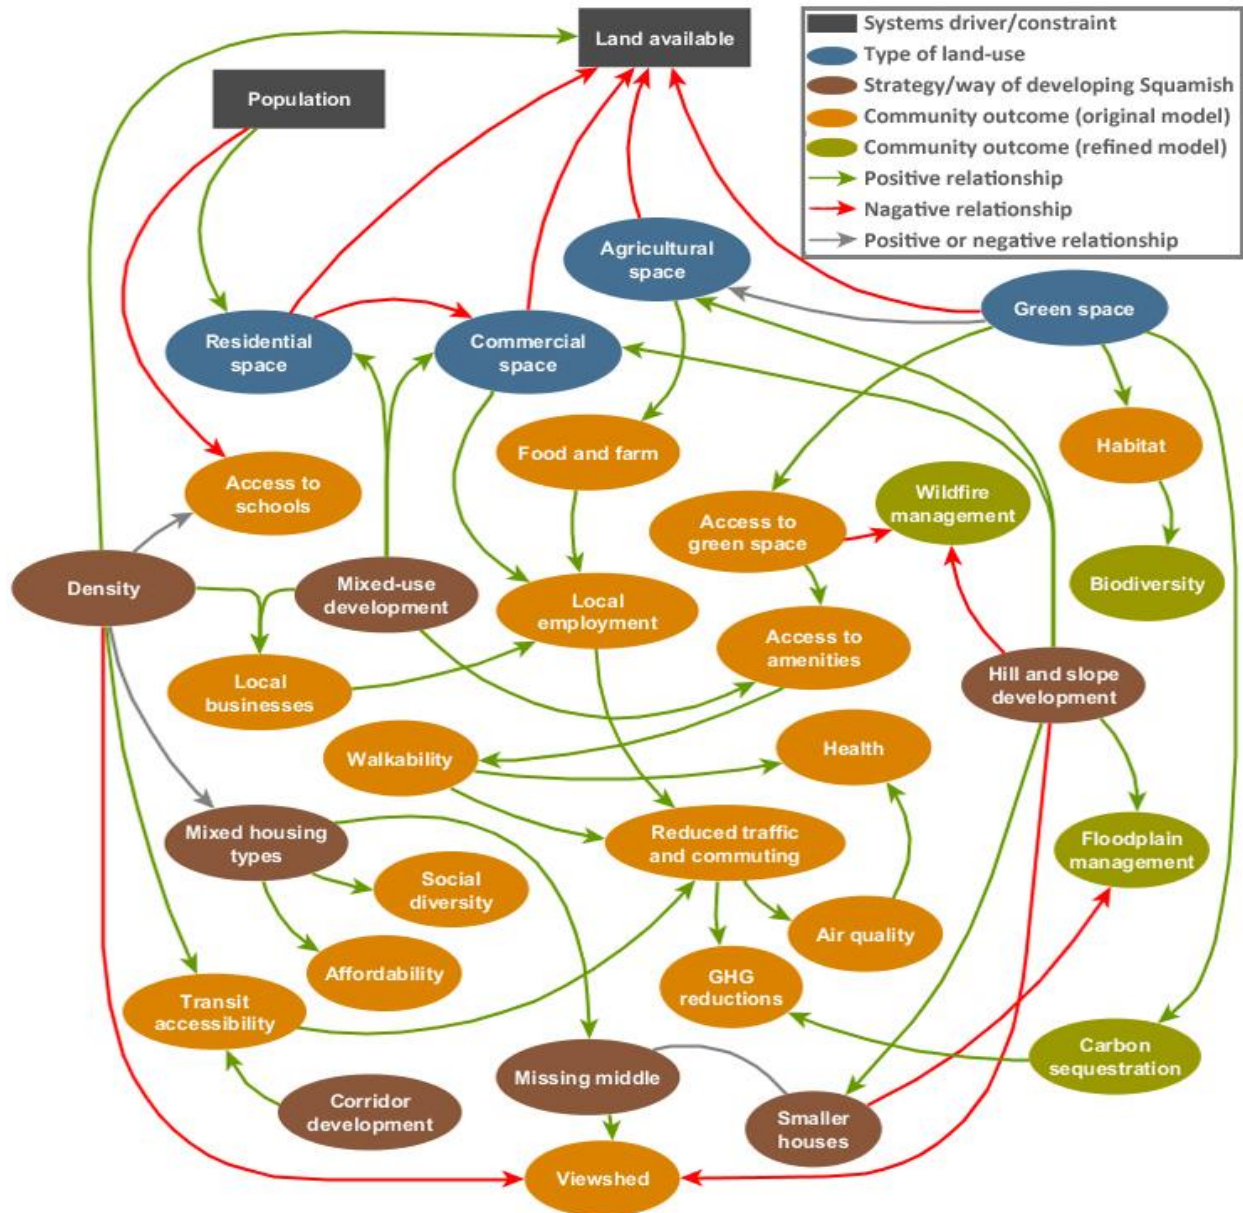 Land available
Population
Systems driver/constraint
Type of land-use
Strategy/way of developing Squamish
Community outcome (original model)
Community outcome (refined model)
Positive relationship
Nagative relationship
Positive or negative relationship
Agricultural
space
Green space
Residential
space
Commercial
space
Food and farm
Habitat
Access to
schools
Wildfire
management
Access to
green space
Density
Mixed-use
development
Biodiversity
Local
employment
Access to
amenities
Local
businesses
Hill and slope
development
Walkability
Health
Mixed housing
types
Reduced traffic
and commuting
Floodplain
management
Social
diversity
Air quality
Affordability
GHG
reductions
Transit
accessibility
Carbon
sequestration
Missing middle
Corridor
development
Smaller
houses
Viewshed